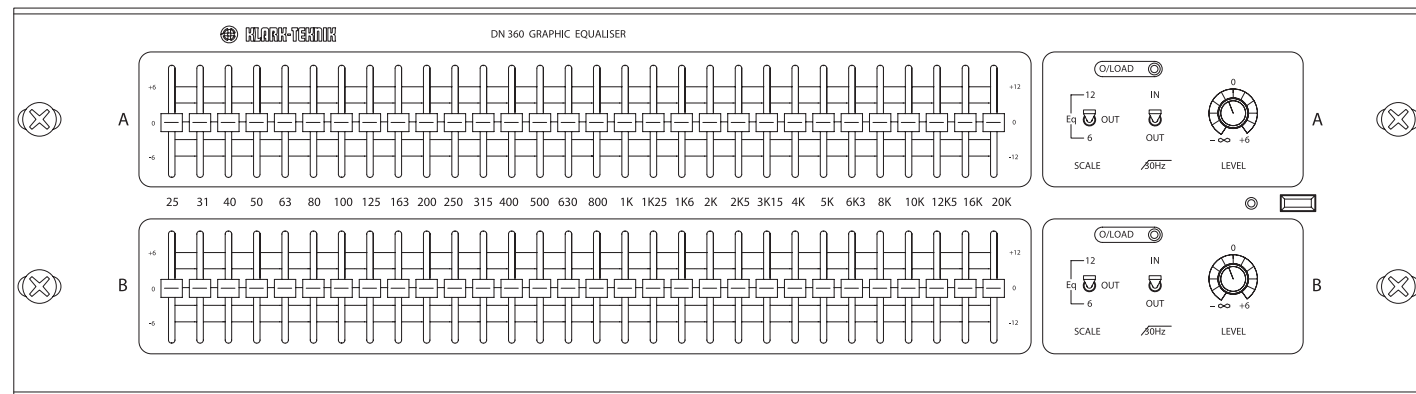 KLARK-TEKNIK
DN 360 GRAPHIC EQUALISER
+6 +12
A 0 0
-6 -12
O/LOAD
12 IN 0
Eq OUT A
6 OUT - ∞ +6
SCALE 30Hz LEVEL
25 31 40 50 63 80 100 125 163 200 250 315 400 500 630 800 1K 1K25 1K6 2K 2K5 3K15 4K 5K 6K3 8K 10K 12K5 16K 20K
+6 +12
B 0 0
-6 -12
O/LOAD
12 IN 0
Eq OUT B
6 OUT - ∞ +6
SCALE 30Hz LEVEL